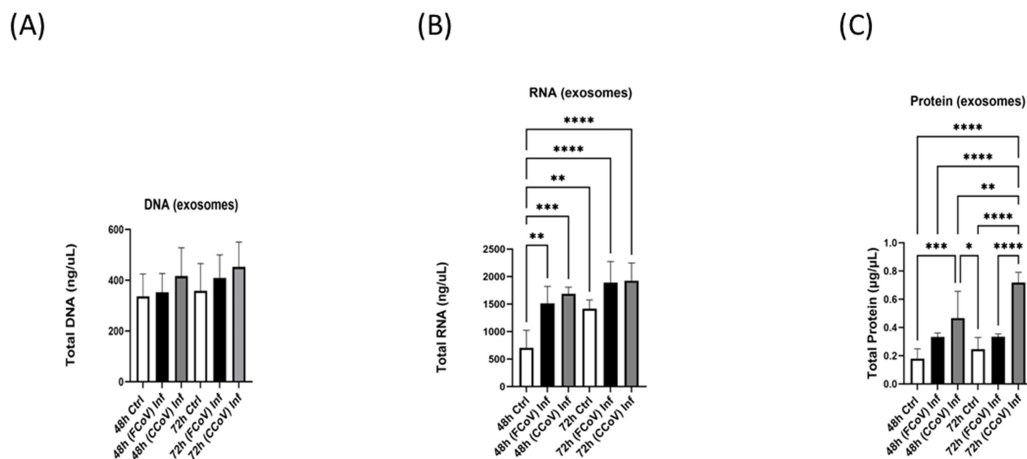 (A)
(B)
(C)
DNA (exosomes)
Total DNA (ng/uL)
600
400
200
0
48h Ctrl
48h (FCoV) Inf
48h (CCoV) Inf
72h Ctrl
72h (FCoV) Inf
72h (CCoV) Inf
RNA (exosomes)
****
****
**
***
**
Total RNA (ng/uL)
2500
2000
1500
1000
500
0
48h Ctrl
48h (FCoV) Inf
48h (CCoV) Inf
72h Ctrl
72h (FCoV) Inf
72h (CCoV) Inf
Protein (exosomes)
****
****
**
****
*** * ****
Total Protein (µg/µL)
1.0
0.8
0.6
0.4
0.2
0.0
48h Ctrl
48h (FCoV) Inf
48h (CCoV) Inf
72h Ctrl
72h (FCoV) Inf
72h (CCoV) Inf